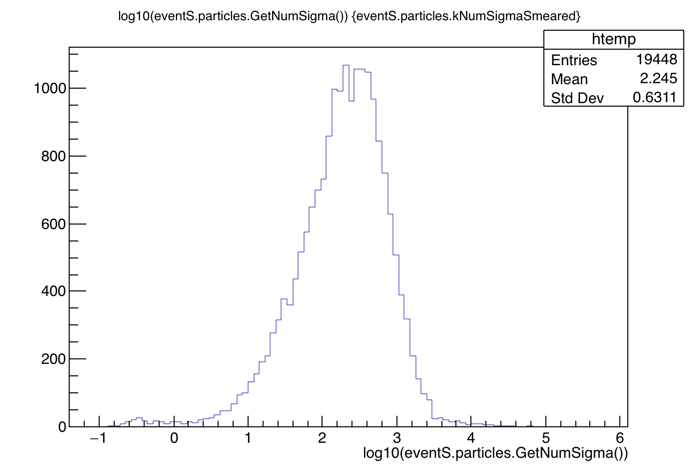 log10(eventS.particles.GetNumSigma()) {eventS.particles.kNumSigmaSmeared}
htemp
Entries 19448
Mean 2.245
Std Dev 0.6311
1000
800
600
400
200
0
−1 0 1 2 3 4 5 6
log10(eventS.particles.GetNumSigma())